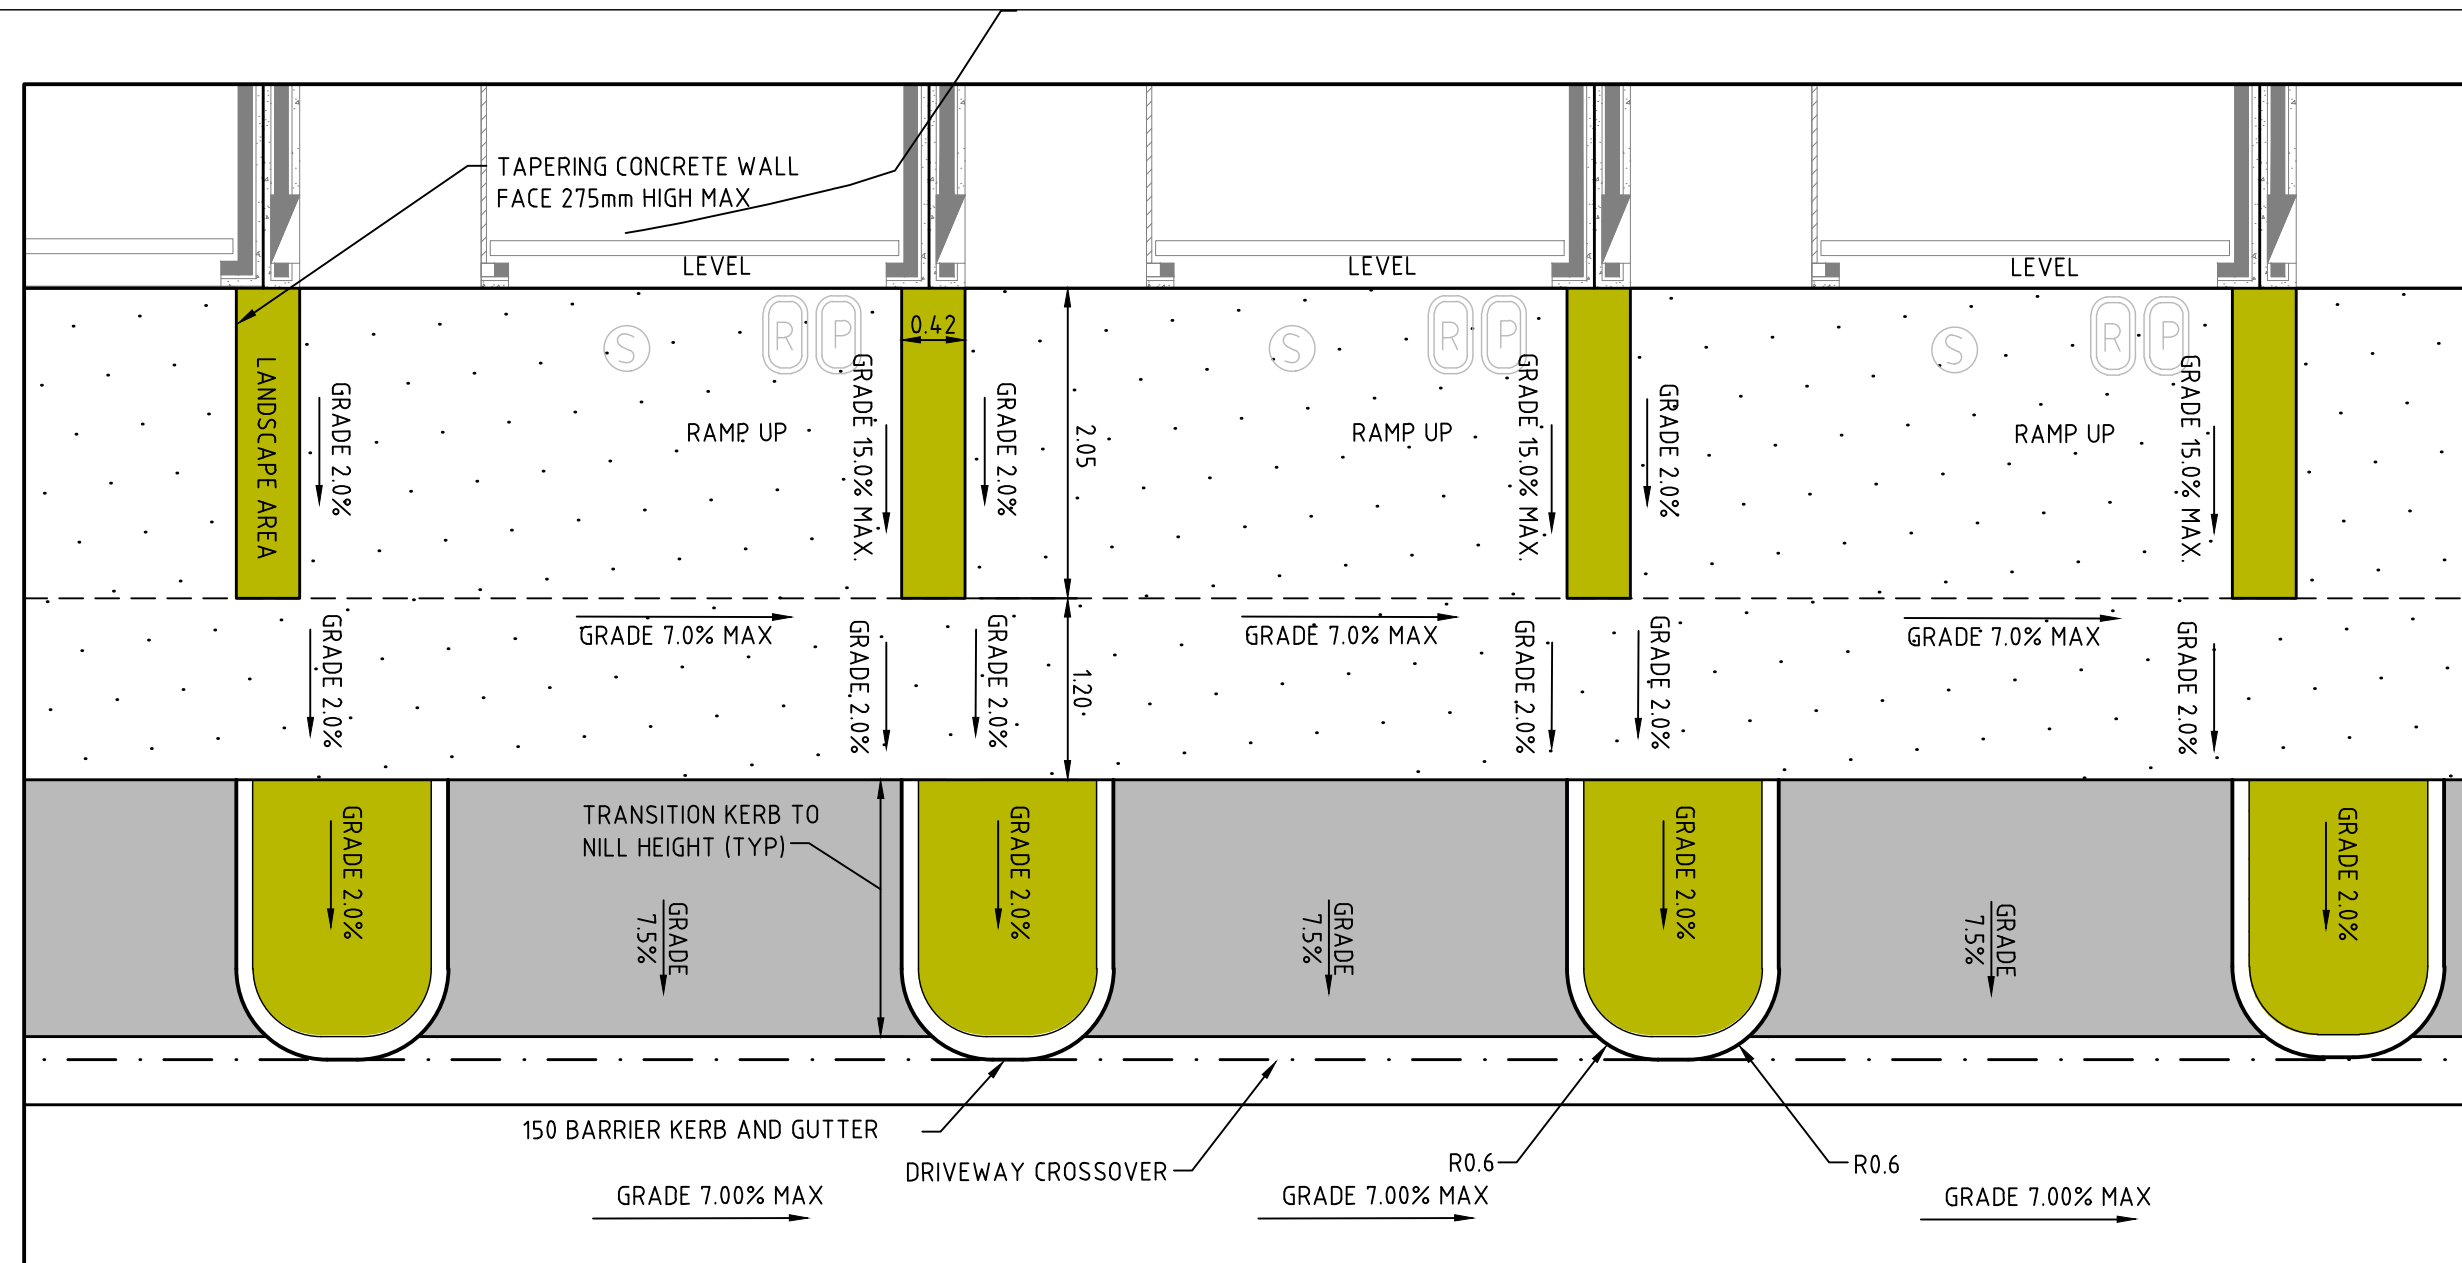 TAPERING CONCRETE WALL
FACE 275mm HIGH MAX
LEVEL
LEVEL
LEVEL
S
R
P
S
R
P
S
R
P
0.42
LANDSCAPE AREA
GRADE 2.0%
RAMP UP
GRADE 15.0% MAX.
GRADE 2.0%
2.05
RAMP UP
GRADE 15.0% MAX.
GRADE 2.0%
RAMP UP
GRADE 15.0% MAX.
GRADE 2.0%
GRADE 7.0% MAX
GRADE 2.0%
GRADE 2.0%
1.20
GRADE 7.0% MAX
GRADE 2.0%
GRADE 2.0%
GRADE 7.0% MAX
GRADE 2.0%
GRADE 2.0%
TRANSITION KERB TO
NILL HEIGHT (TYP)
GRADE
7.5%
GRADE 2.0%
GRADE
7.5%
GRADE 2.0%
GRADE
7.5%
GRADE 2.0%
150 BARRIER KERB AND GUTTER
DRIVEWAY CROSSOVER
R0.6
R0.6
GRADE 7.00% MAX
GRADE 7.00% MAX
GRADE 7.00% MAX